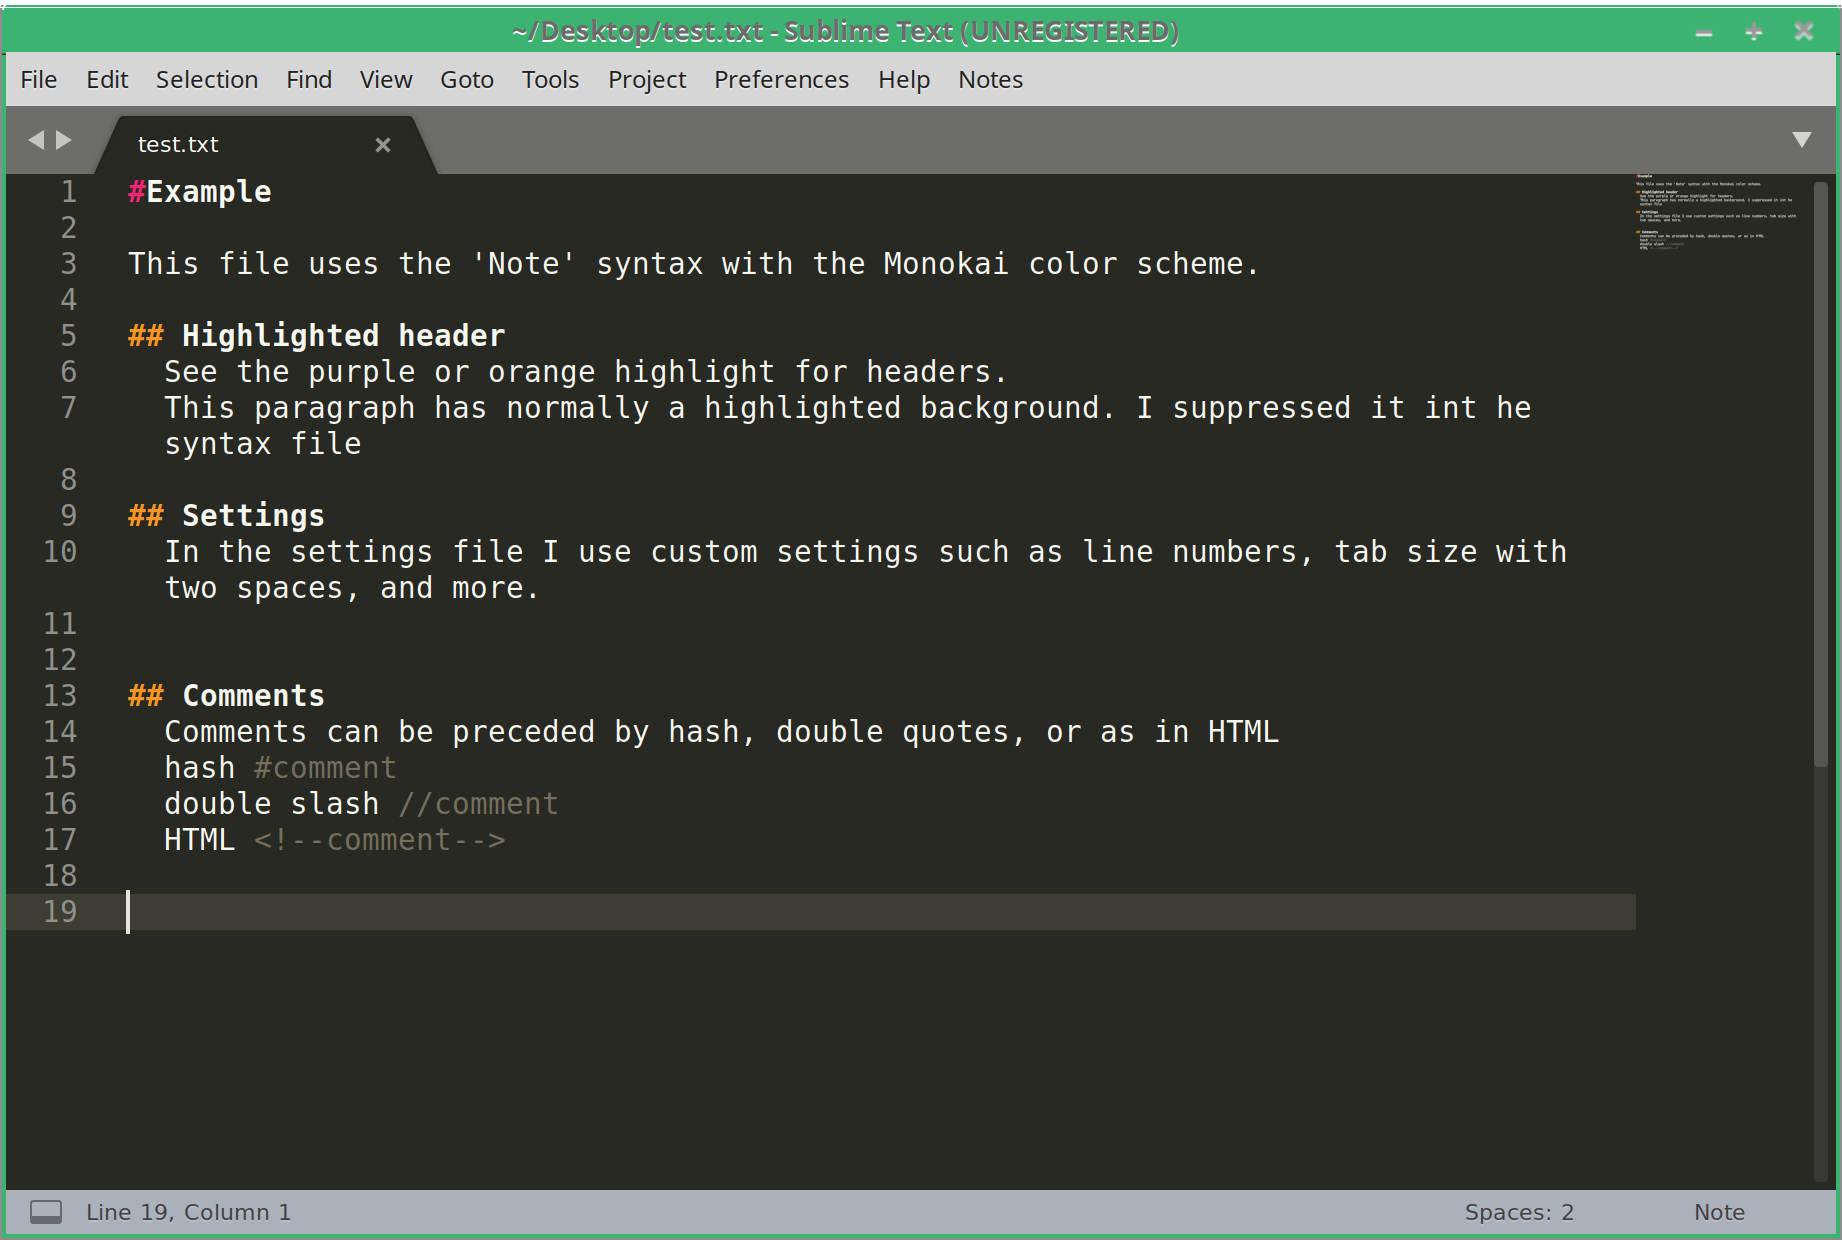 ~/Desktop/test.txt - Sublime Text (UNREGISTERED)
File Edit Selection Find View Goto Tools Project Preferences Help Notes
test.txt
1 #Example
2
3 This file uses the 'Note' syntax with the Monokai color scheme.
4
5 ## Highlighted header
6 See the purple or orange highlight for headers.
7 This paragraph has normally a highlighted background. I suppressed it int he
syntax file
8
9 ## Settings
10 In the settings file I use custom settings such as line numbers, tab size with
two spaces, and more.
11
12
13 ## Comments
14 Comments can be preceded by hash, double quotes, or as in HTML
15 hash #comment
16 double slash //comment
17 HTML <!--comment-->
18
19
Line 19, Column 1
Spaces: 2
Note